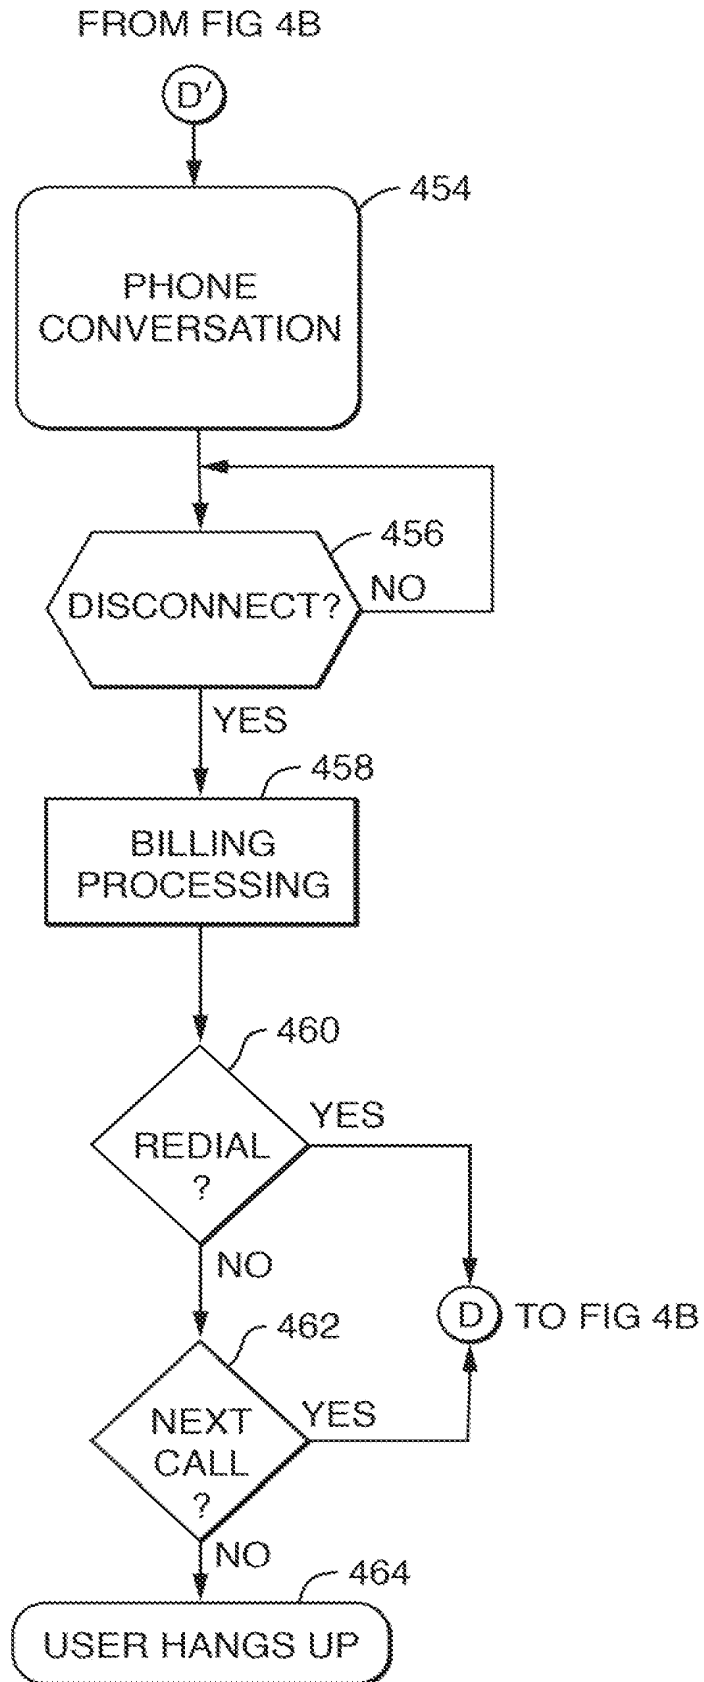 FROM FIG 4B
D'
454
PHONE
CONVERSATION
456
DISCONNECT?
NO
YES
458
BILLING
PROCESSING
460
YES
REDIAL
?
NO
D TO FIG 4B
462
YES
NEXT
CALL
?
NO
464
USER HANGS UP